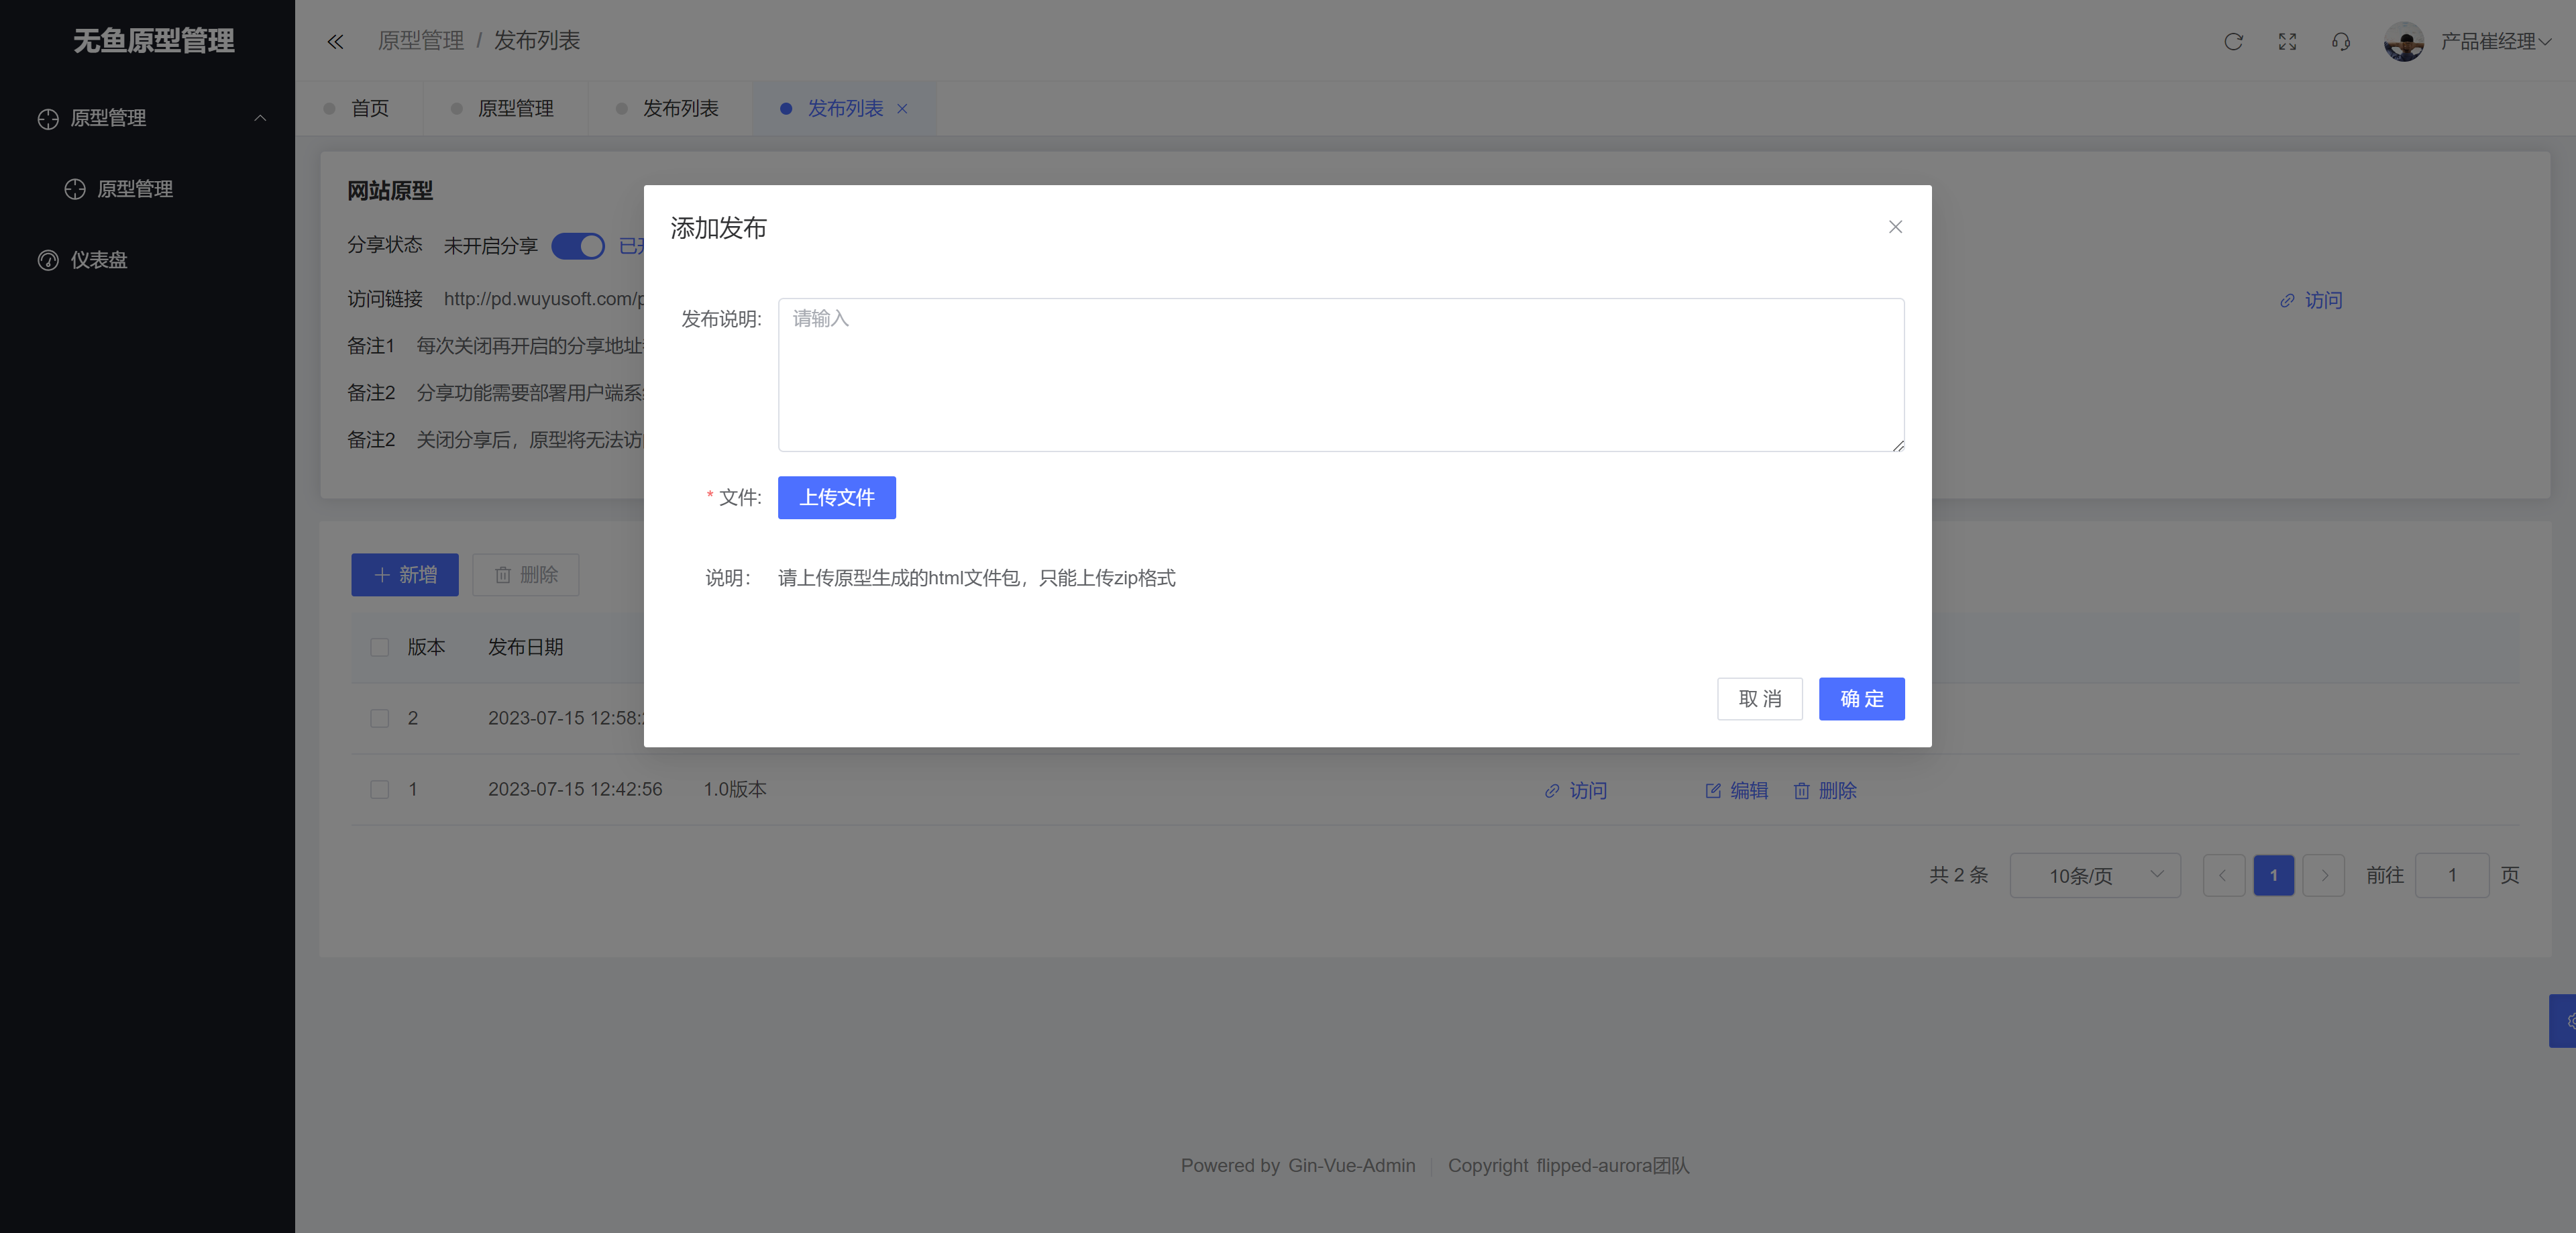 无鱼原型管理
原型管理
原型管理
仪表盘
原型管理 / 发布列表
产品崔经理
首页
原型管理
发布列表
发布列表
网站原型
分享状态 未开启分享
访问链接 http://pd.wuyusoft.com/
访问
备注1 每次关闭再开启的分享地址
备注2 分享功能需要部署用户端系
备注2 关闭分享后，原型将无法访
添加发布
发布说明: 请输入
* 文件: 上传文件
说明： 请上传原型生成的html文件包，只能上传zip格式
取 消 确 定
新增 删除
版本 发布日期
2 2023-07-15 12:58:
1 2023-07-15 12:42:56 1.0版本 访问 编辑 删除
共 2 条 10条/页 1 前往 1 页
Powered by Gin-Vue-Admin Copyright flipped-aurora团队